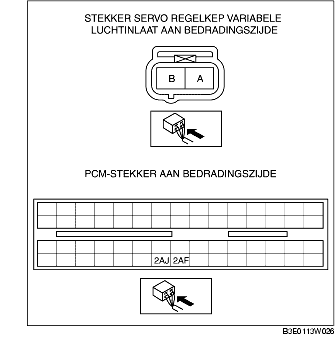 STEKKER SERVO REGELKEP VARIABELE
LUCHTINLAAT AAN BEDRADINGSZIJDE
B A
PCM-STEKKER AAN BEDRADINGSZIJDE
2AJ 2AF
B3E0113W026